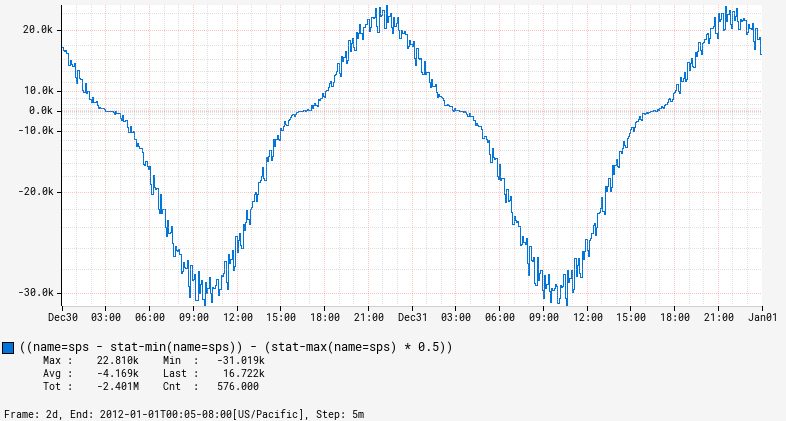 20.0k
10.0k
0.0k
-10.0k
-20.0k
-30.0k
Dec30 03:00 06:00 09:00 12:00 15:00 18:00 21:00 Dec31 03:00 06:00 09:00 12:00 15:00 18:00 21:00 Jan01
((name=sps - stat-min(name=sps)) - (stat-max(name=sps) * 0.5))
Max : 22.810k Min : -31.019k
Avg : -4.169k Last : 16.722k
Tot : -2.401M Cnt : 576.000
Frame: 2d, End: 2012-01-01T00:05-08:00[US/Pacific], Step: 5m